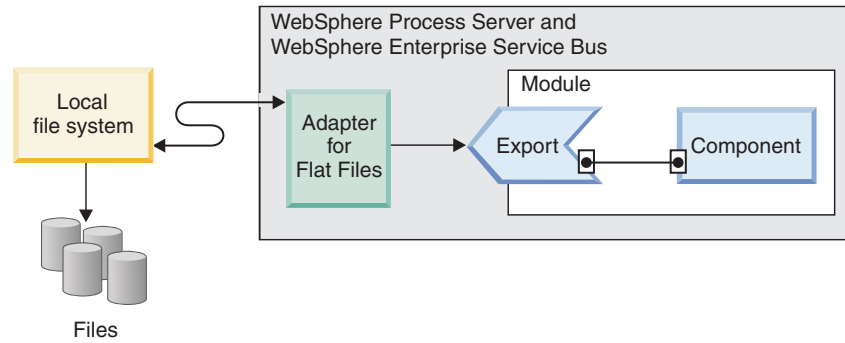 WebSphere Process Server and
WebSphere Enterprise Service Bus
Module
Local
file system
Adapter
for
Flat Files
Export
Component
Files